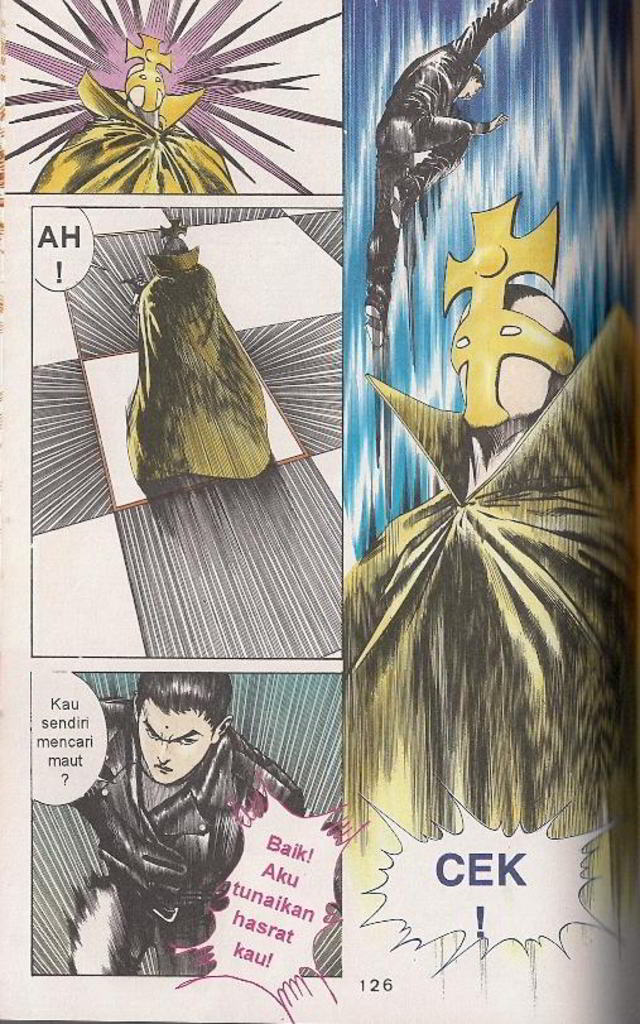 AH
!
Kau
sendiri
mencari
maut
?
Baik!
Aku
tunaikan
hasrat
kau!
CEK
!
126